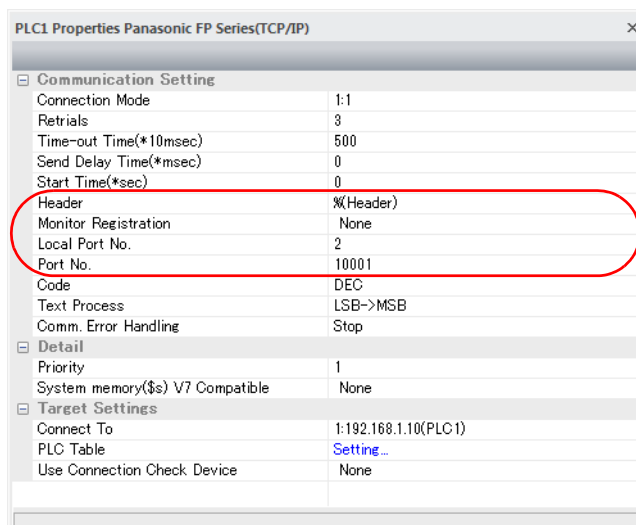 PLC1 Properties Panasonic FP Series(TCP/IP)
Communication Setting
Connection Mode 1:1
Retrials 3
Time-out Time(*10msec) 500
Send Delay Time(*msec) 0
Start Time(*sec) 0
Header %(Header)
Monitor Registration None
Local Port No. 2
Port No. 10001
Code DEC
Text Process LSB->MSB
Comm. Error Handling Stop
Detail
Priority 1
System memory($s) V7 Compatible None
Target Settings
Connect To 1:192.168.1.10(PLC1)
PLC Table Setting...
Use Connection Check Device None